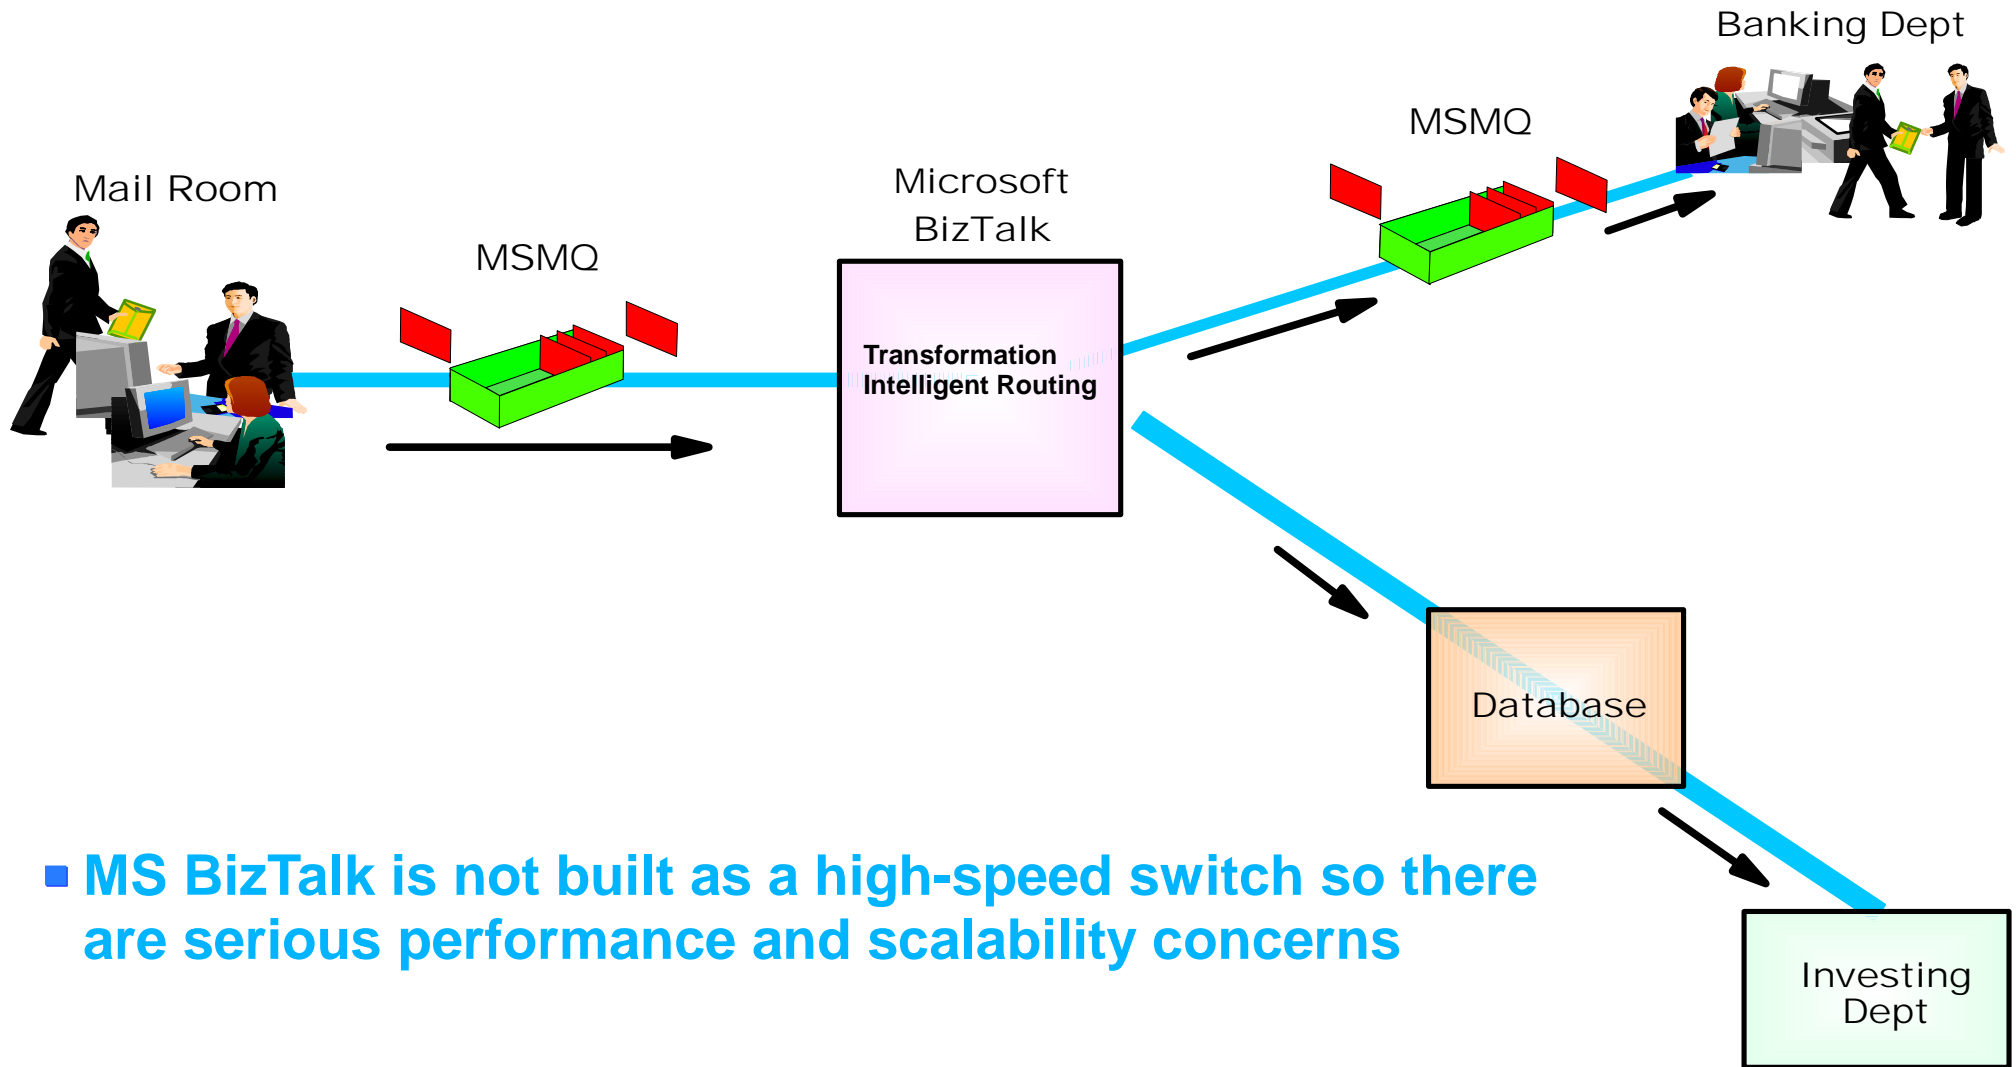 Banking Dept
MSMQ
Microsoft
BizTalk
Mail Room
MSMQ
Transformation
Intelligent Routing
Database
MS BizTalk is not built as a high-speed switch so there
are serious performance and scalability concerns
Investing
Dept